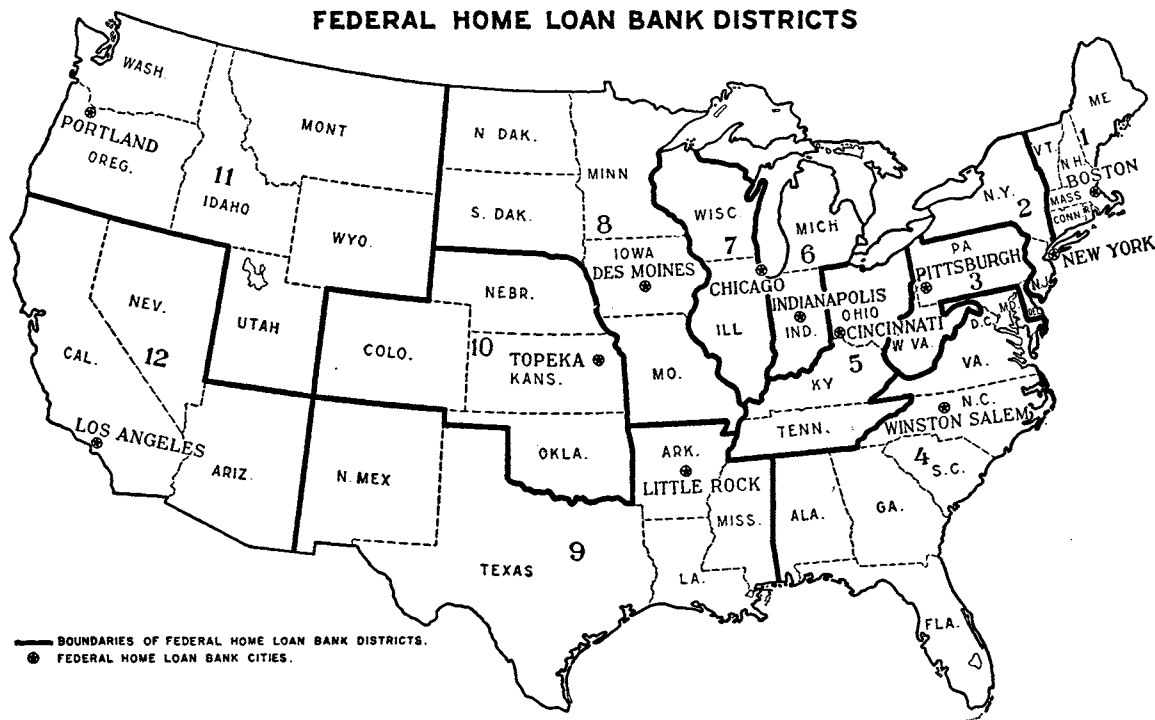 FEDERAL HOME LOAN BANK DISTRICTS
WASH.
PORTLAND
OREG.
11
IDAHO
MONT
WYO.
N DAK.
S. DAK.
MINN
8
IOWA
DES MOINES
NEBR.
WISC
7
MICH
6
CHICAGO
ILL
INDIANAPOLIS
IND.
OHIO
CINCINNATI
5
KY
W VA.
ME
VT.
N H.
1
BOSTON
MASS
CONN
R.I.
N.Y.
2
NEW YORK
PA
PITTSBURGH
3
N.J.
MD.
DEL
D.C.
VA.
NEV.
UTAH
CAL.
12
LOS ANGELES
ARIZ.
COLO.
10
TOPEKA
KANS.
MO.
OKLA.
N. MEX
TEXAS
9
ARK.
LITTLE ROCK
MISS.
LA.
TENN.
N.C.
WINSTON SALEM
4
S.C.
ALA.
GA.
FLA.
BOUNDARIES OF FEDERAL HOME LOAN BANK DISTRICTS.
FEDERAL HOME LOAN BANK CITIES.